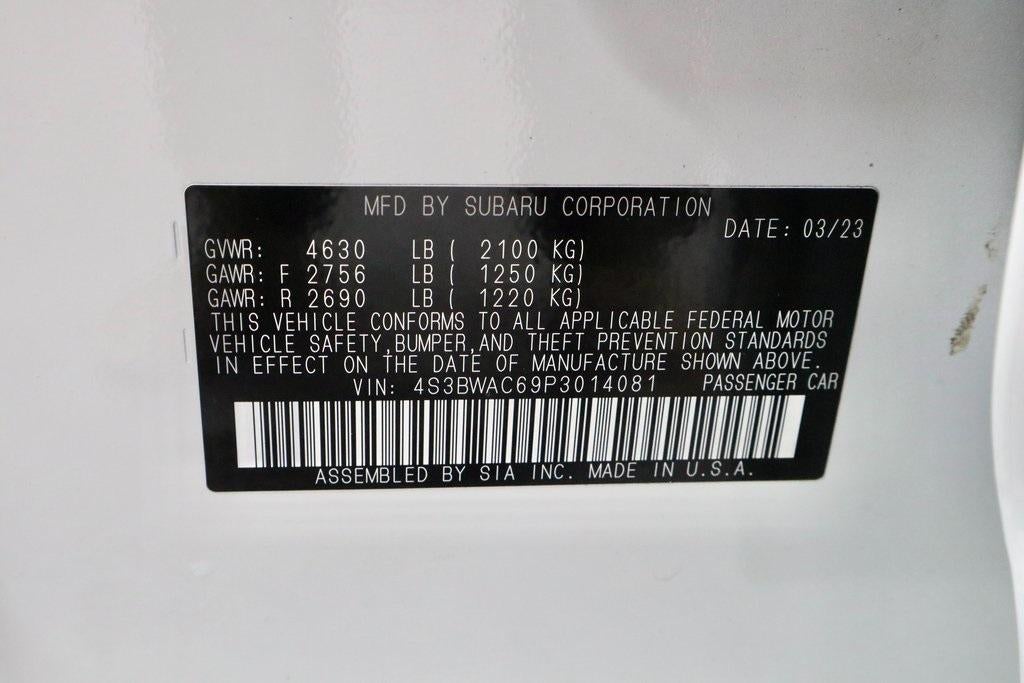 MFD BY SUBARU CORPORATION
DATE: 03/23
GVWR: 4630 LB ( 2100 KG)
GAWR: F 2756 LB ( 1250 KG)
GAWR: R 2690 LB ( 1220 KG)
THIS VEHICLE CONFORMS TO ALL APPLICABLE FEDERAL MOTOR
VEHICLE SAFETY,BUMPER,AND THEFT PREVENTION STANDARDS
IN EFFECT ON THE DATE OF MANUFACTURE SHOWN ABOVE.
VIN: 4S3BWAC69P3014081 PASSENGER CAR
ASSEMBLED BY SIA INC. MADE IN U.S.A.